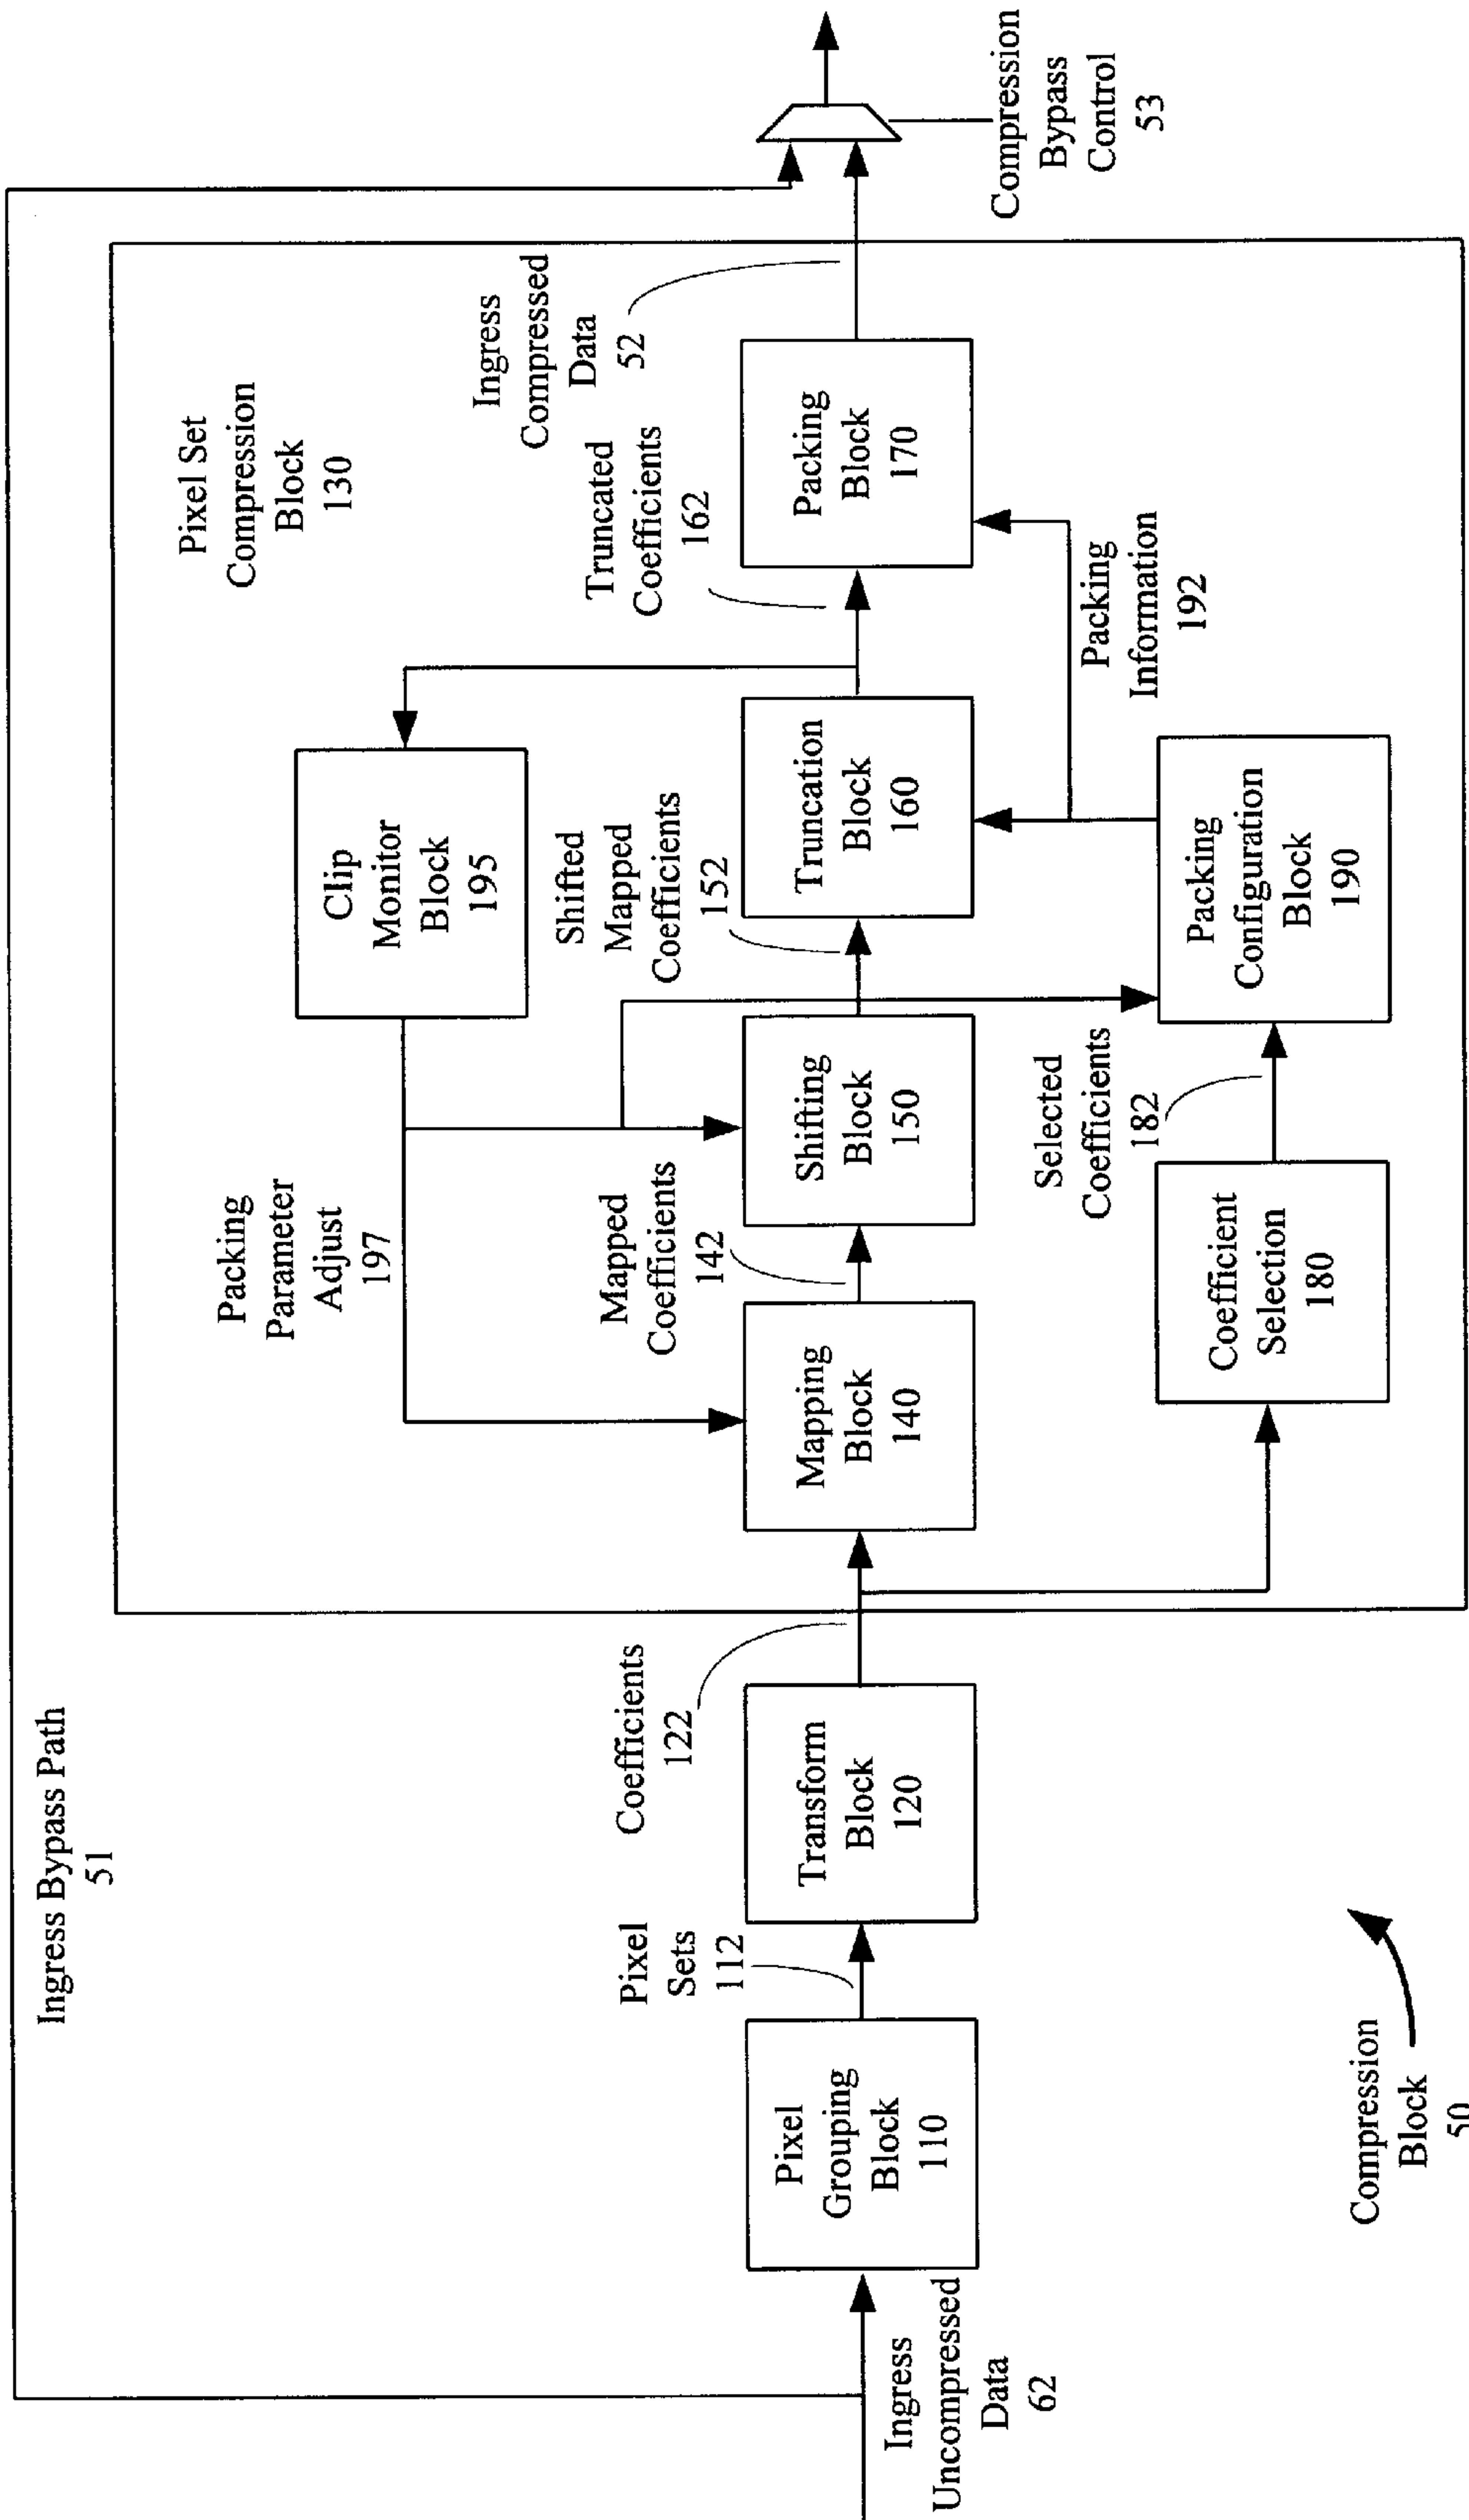 Ingress Bypass Path
51
Pixel Set
Compression
Block
130
Packing
Parameter
Adjust
197
Clip
Monitor
Block
195
Ingress
Uncompressed
Data
62
Pixel
Grouping
Block
110
Pixel
Sets
112
Transform
Block
120
Coefficients
122
Mapping
Block
140
Mapped
Coefficients
142
Shifting
Block
150
Shifted
Mapped
Coefficients
152
Truncation
Block
160
Truncated
Coefficients
162
Packing
Block
170
Ingress
Compressed
Data
52
Compression
Bypass
Control
53
Coefficient
Selection
180
Selected
Coefficients
182
Packing
Configuration
Block
190
Packing
Information
192
Compression
Block
50